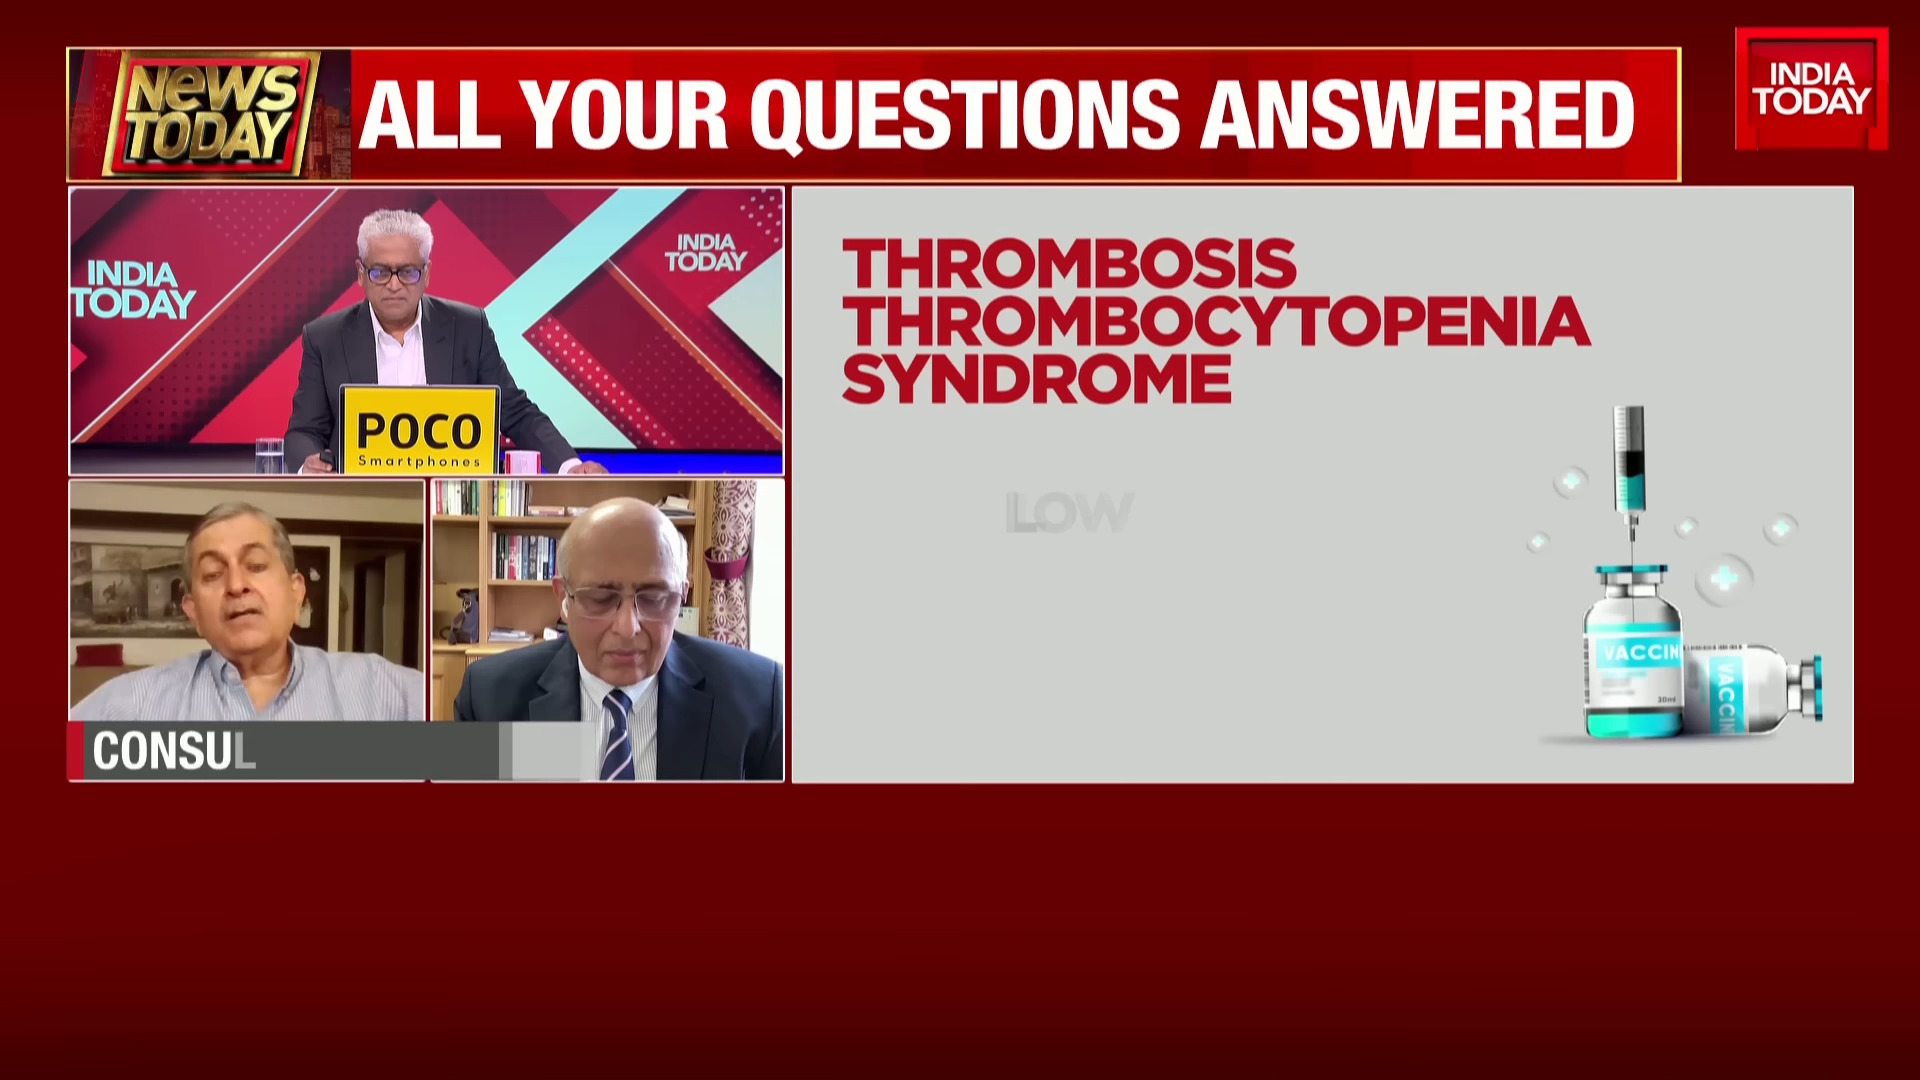 NEWS
TODAY
ALL YOUR QUESTIONS ANSWERED
INDIA
TODAY
INDIA
TODAY
INDIA
TODAY
POCO
Smartphones
THROMBOSIS
THROMBOCYTOPENIA
SYNDROME
LOW
VACCIN
30ml
VACCIN
CONSUL